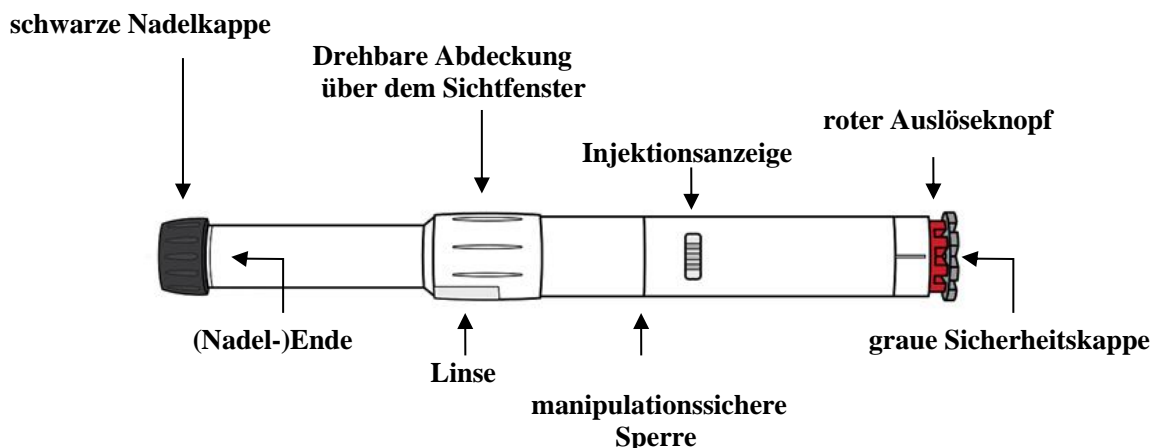 schwarze Nadelkappe
Drehbare Abdeckung
über dem Sichtfenster
roter Auslöseknopf
Injektionsanzeige
(Nadel-)Ende
graue Sicherheitskappe
Linse
manipulationssichere
Sperre